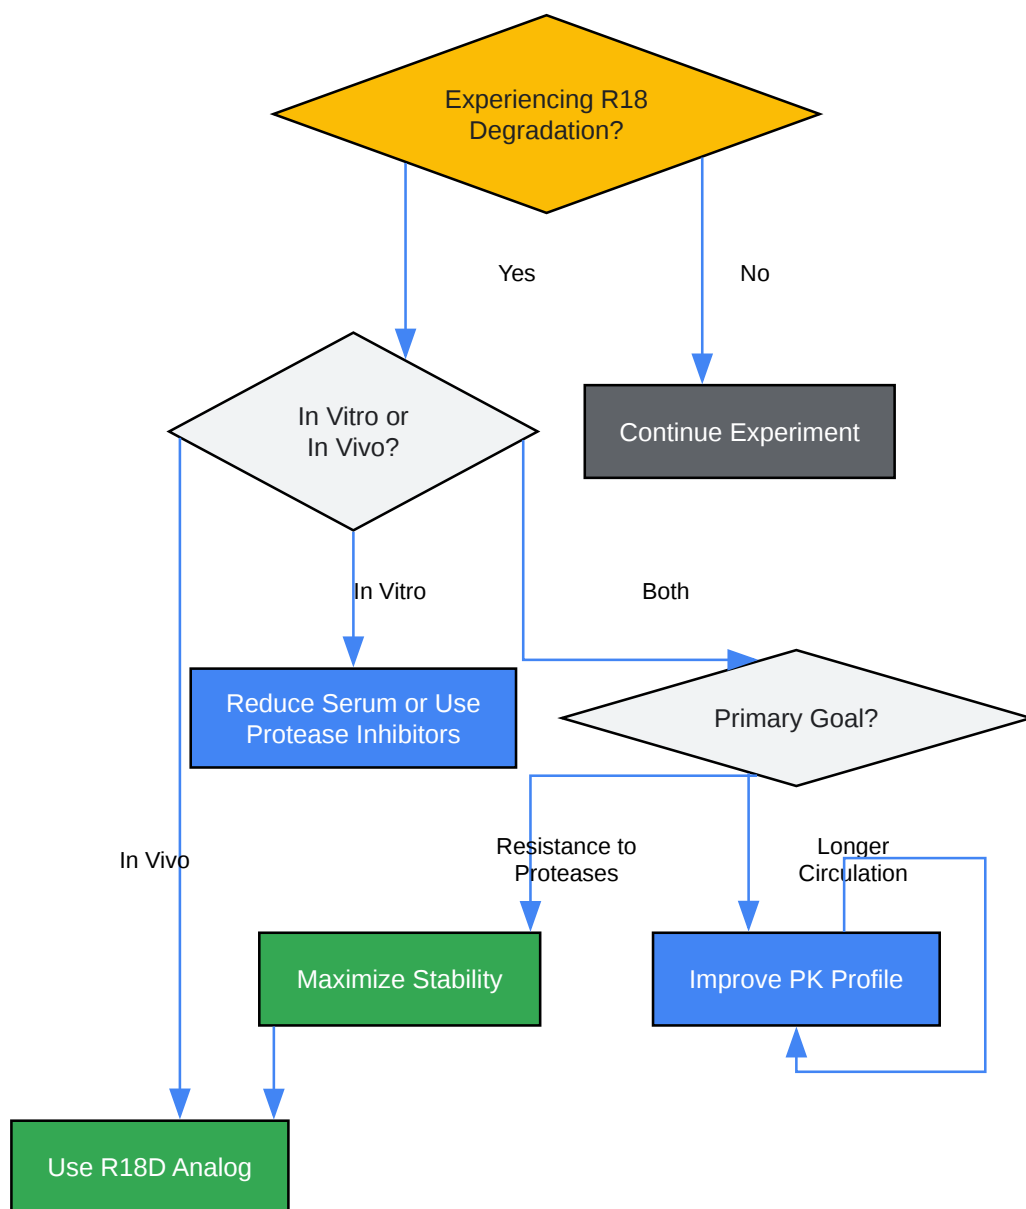 Experiencing R18
Degradation?
Yes
No
In Vitro or
In Vivo?
Continue Experiment
In Vitro
Both
Reduce Serum or Use
Protease Inhibitors
Primary Goal?
In Vivo
Resistance to
Proteases
Longer
Circulation
Maximize Stability
Improve PK Profile
Use R18D Analog